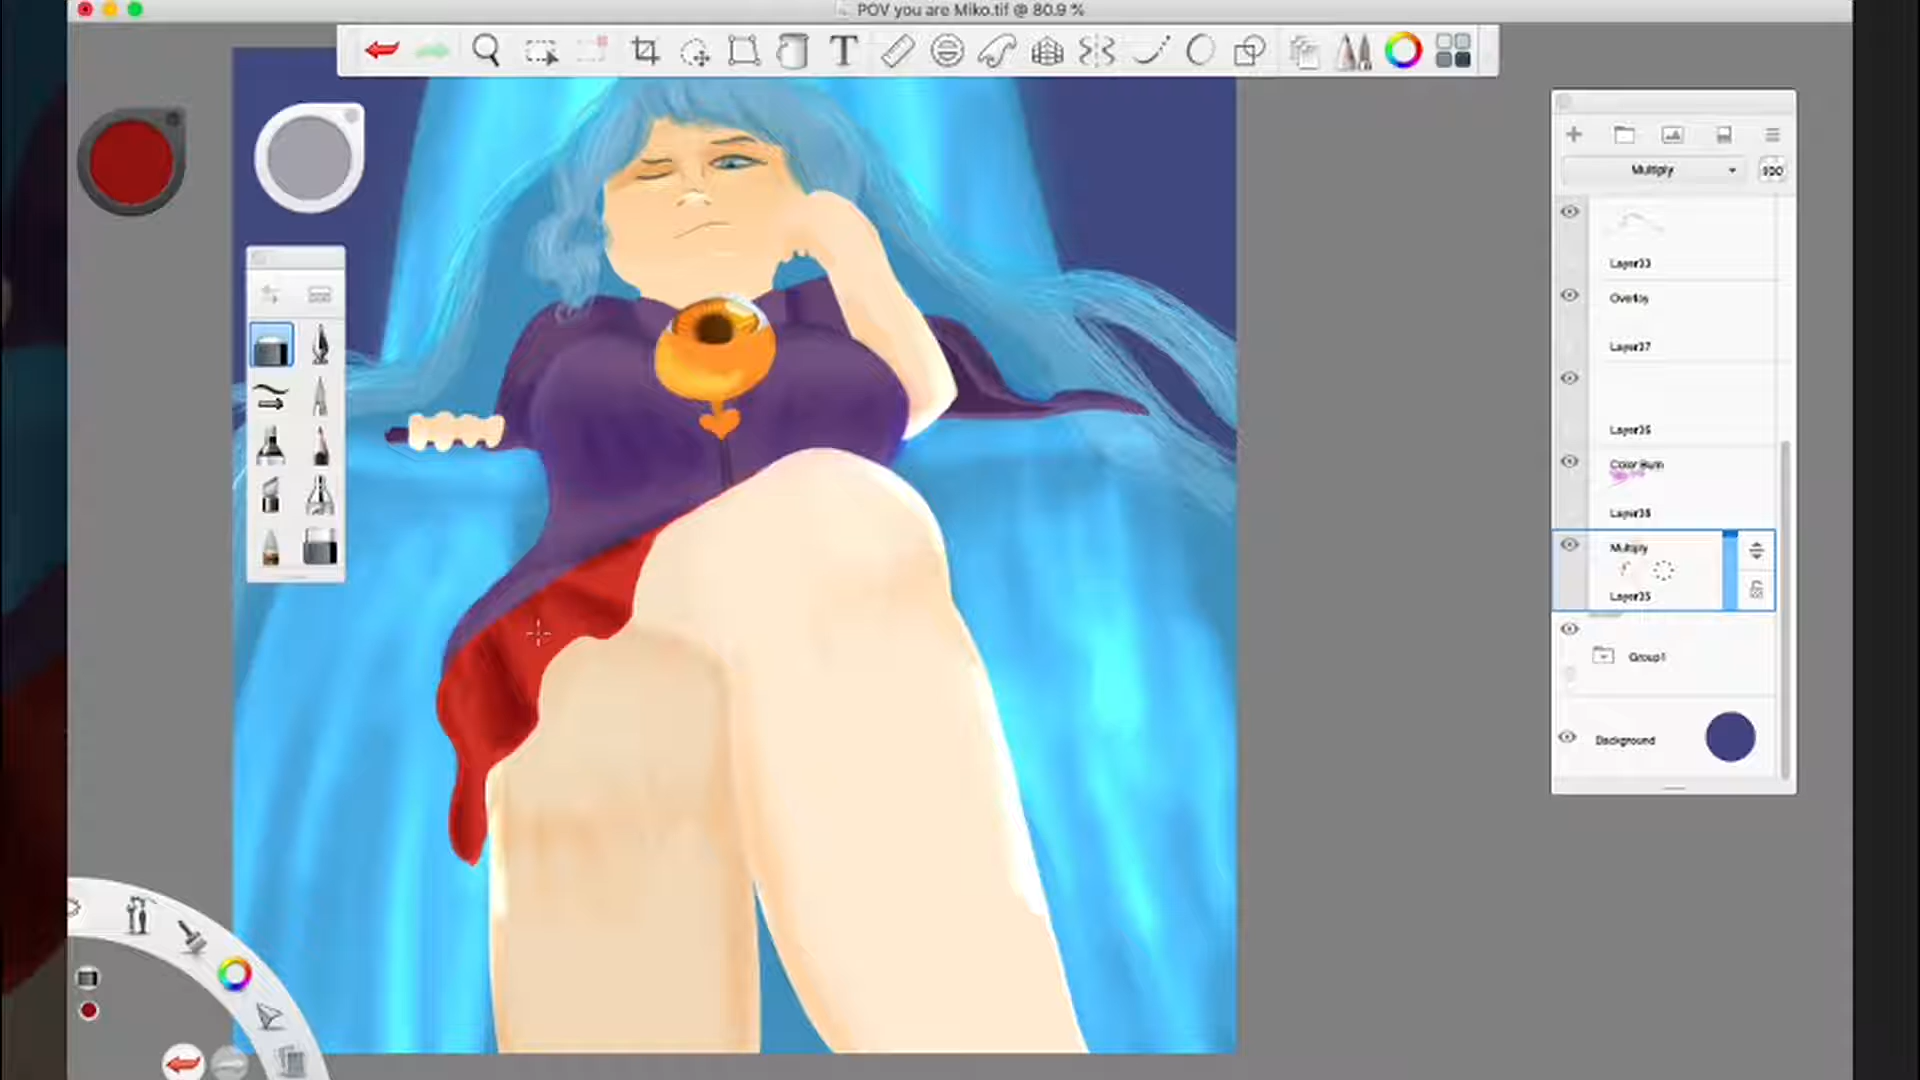 POV you are Miko.tif @ 80.9 %
T
Multiply
100
Layer33
Overlay
Layer37
Layer36
Color Burn
Layer38
Multiply
Layer35
Group1
Background